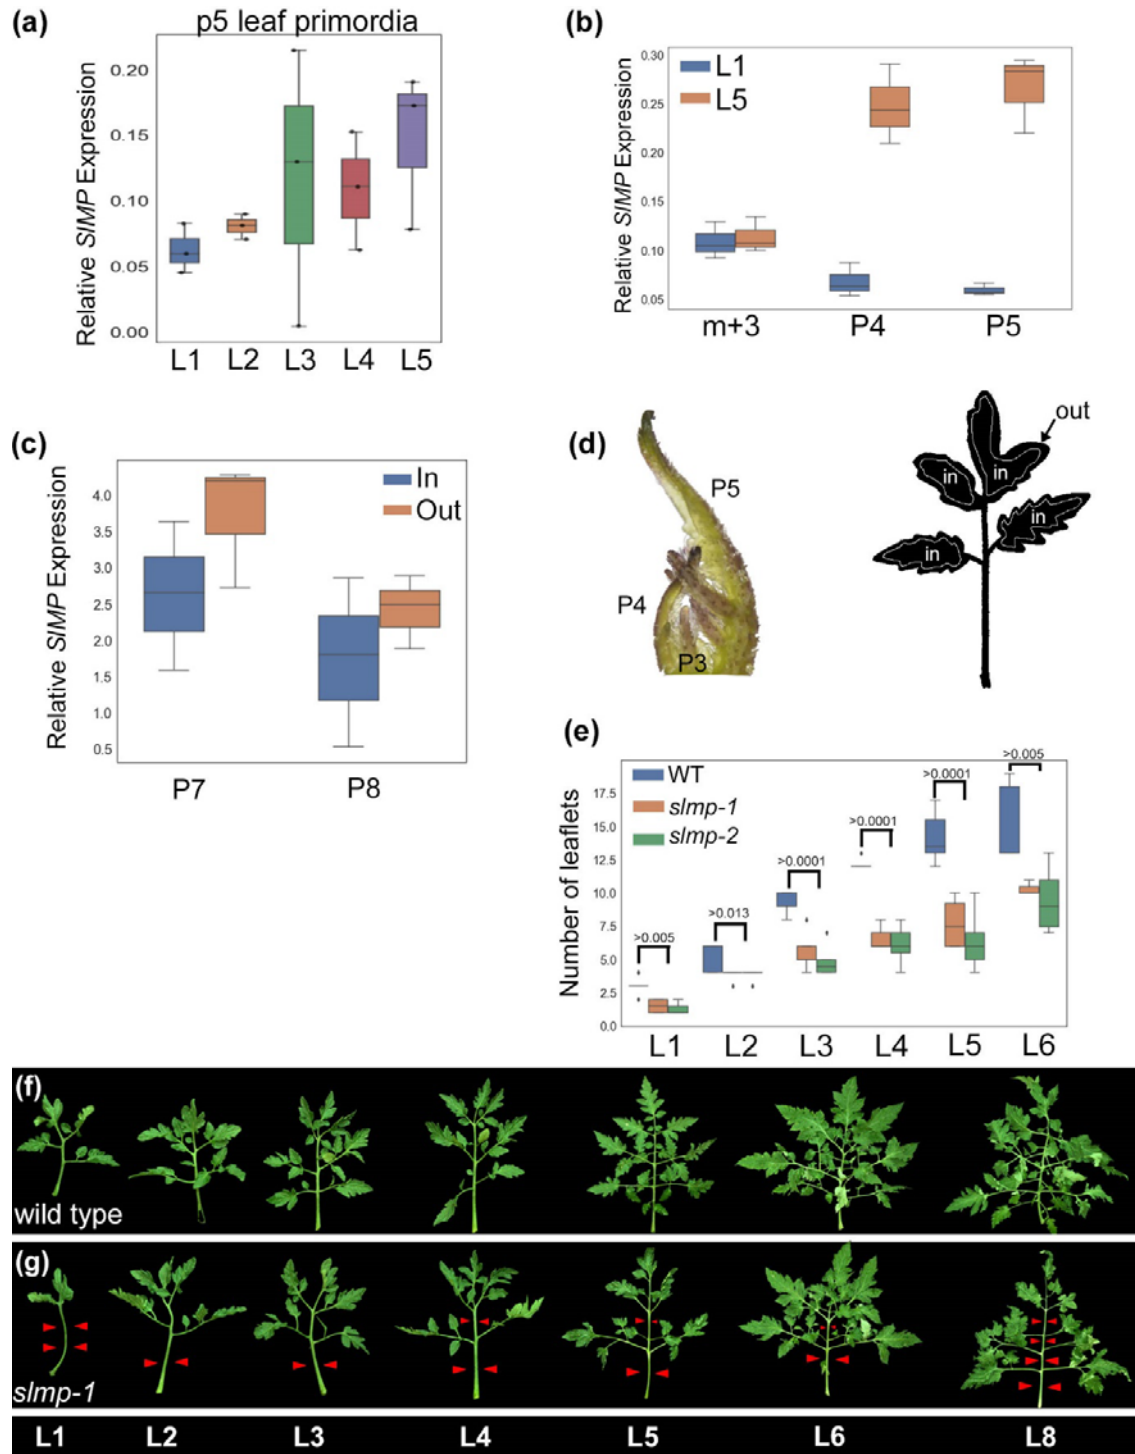 (a)
p5 leaf primordia
Relative SlMP Expression
0.20
0.15
0.10
0.05
0.00
L1 L2 L3 L4 L5
(b)
Relative SlMP Expression
0.30
0.25
0.20
0.15
0.10
0.05
L1
L5
m+3 P4 P5
(c)
Relative SlMP Expression
4.0
3.5
3.0
2.5
2.0
1.5
1.0
0.5
In
Out
P7 P8
(d)
P5
P4
P3
out
in
in
in
in
(e)
Number of leaflets
17.5
15.0
12.5
10.0
7.5
5.0
2.5
0.0
WT
slmp-1
slmp-2
>0.005
>0.013
>0.0001
>0.0001
>0.0001
>0.005
L1 L2 L3 L4 L5 L6
(f)
wild type
(g)
slmp-1
L1 L2 L3 L4 L5 L6 L8